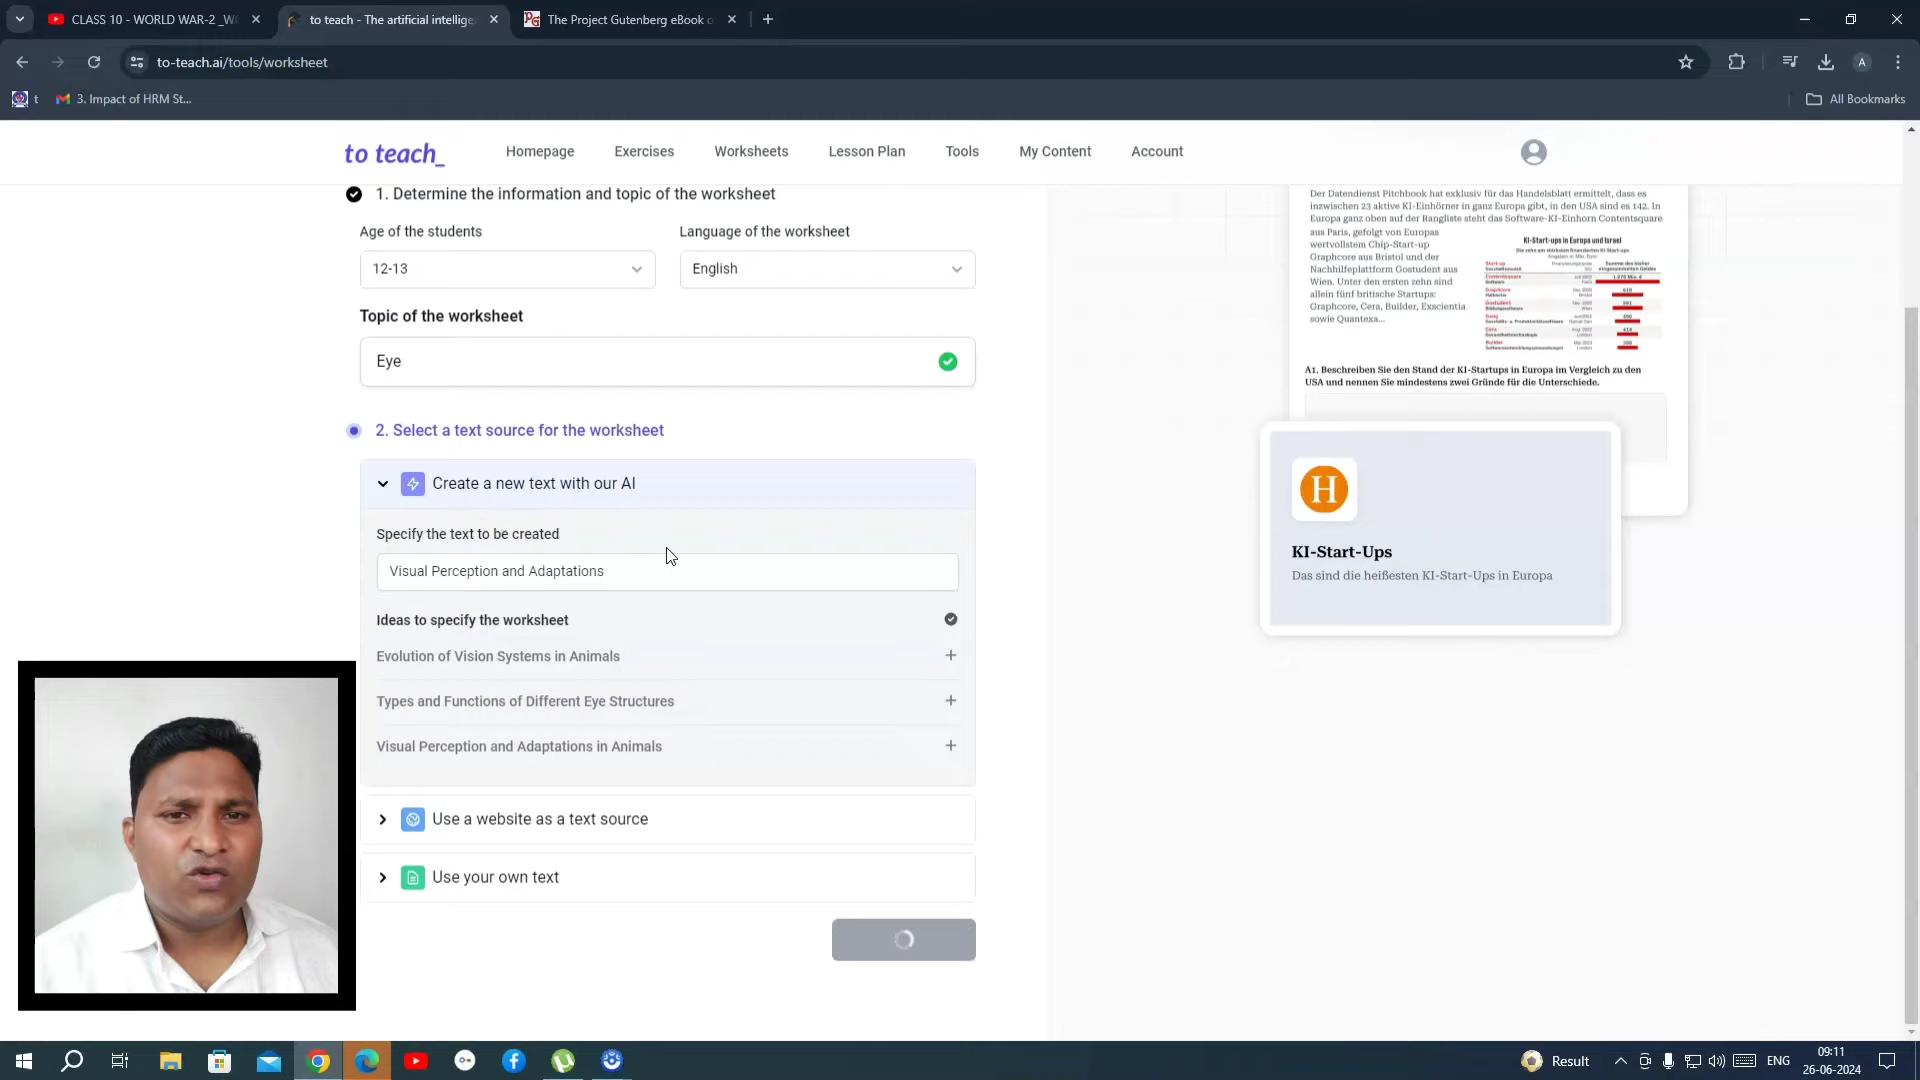 CLASS 10 - WORLD WAR-2 _W
to teach - The artificial intellige
The Project Gutenberg eBook o
to-teach.ai/tools/worksheet
A
t
3. Impact of HRM St...
All Bookmarks
to teach_
Homepage
Exercises
Worksheets
Lesson Plan
Tools
My Content
Account
1. Determine the information and topic of the worksheet
Age of the students
Language of the worksheet
12-13
English
Topic of the worksheet
Eye
2. Select a text source for the worksheet
Create a new text with our AI
Specify the text to be created
Visual Perception and Adaptations
Ideas to specify the worksheet
Evolution of Vision Systems in Animals
Types and Functions of Different Eye Structures
Visual Perception and Adaptations in Animals
Use a website as a text source
Use your own text
Der Datendienst Pitchbook hat exklusiv für das Handelsblatt ermittelt, dass es
inzwischen 23 aktive KI-Einhörner in ganz Europa gibt, in den USA sind es 142. In
Europa ganz oben auf der Rangliste steht das Software-KI-Einhorn Contentsquare
aus Paris, gefolgt von Europas
wertvollstem Chip-Start-up
Graphcore aus Bristol und der
Nachhilfeplattform Gostudent aus
Wien. Unter den ersten zehn sind
allein fünf britische Startups:
Graphcore, Cera, Builder, Exscientia
sowie Quantexa...
KI-Start-ups in Europa und Israel
A1. Beschreiben Sie den Stand der KI-Startups in Europa im Vergleich zu den
USA und nennen Sie mindestens zwei Gründe für die Unterschiede.
H
KI-Start-Ups
Das sind die heißesten KI-Start-Ups in Europa
Result
ENG
09:11
26-06-2024